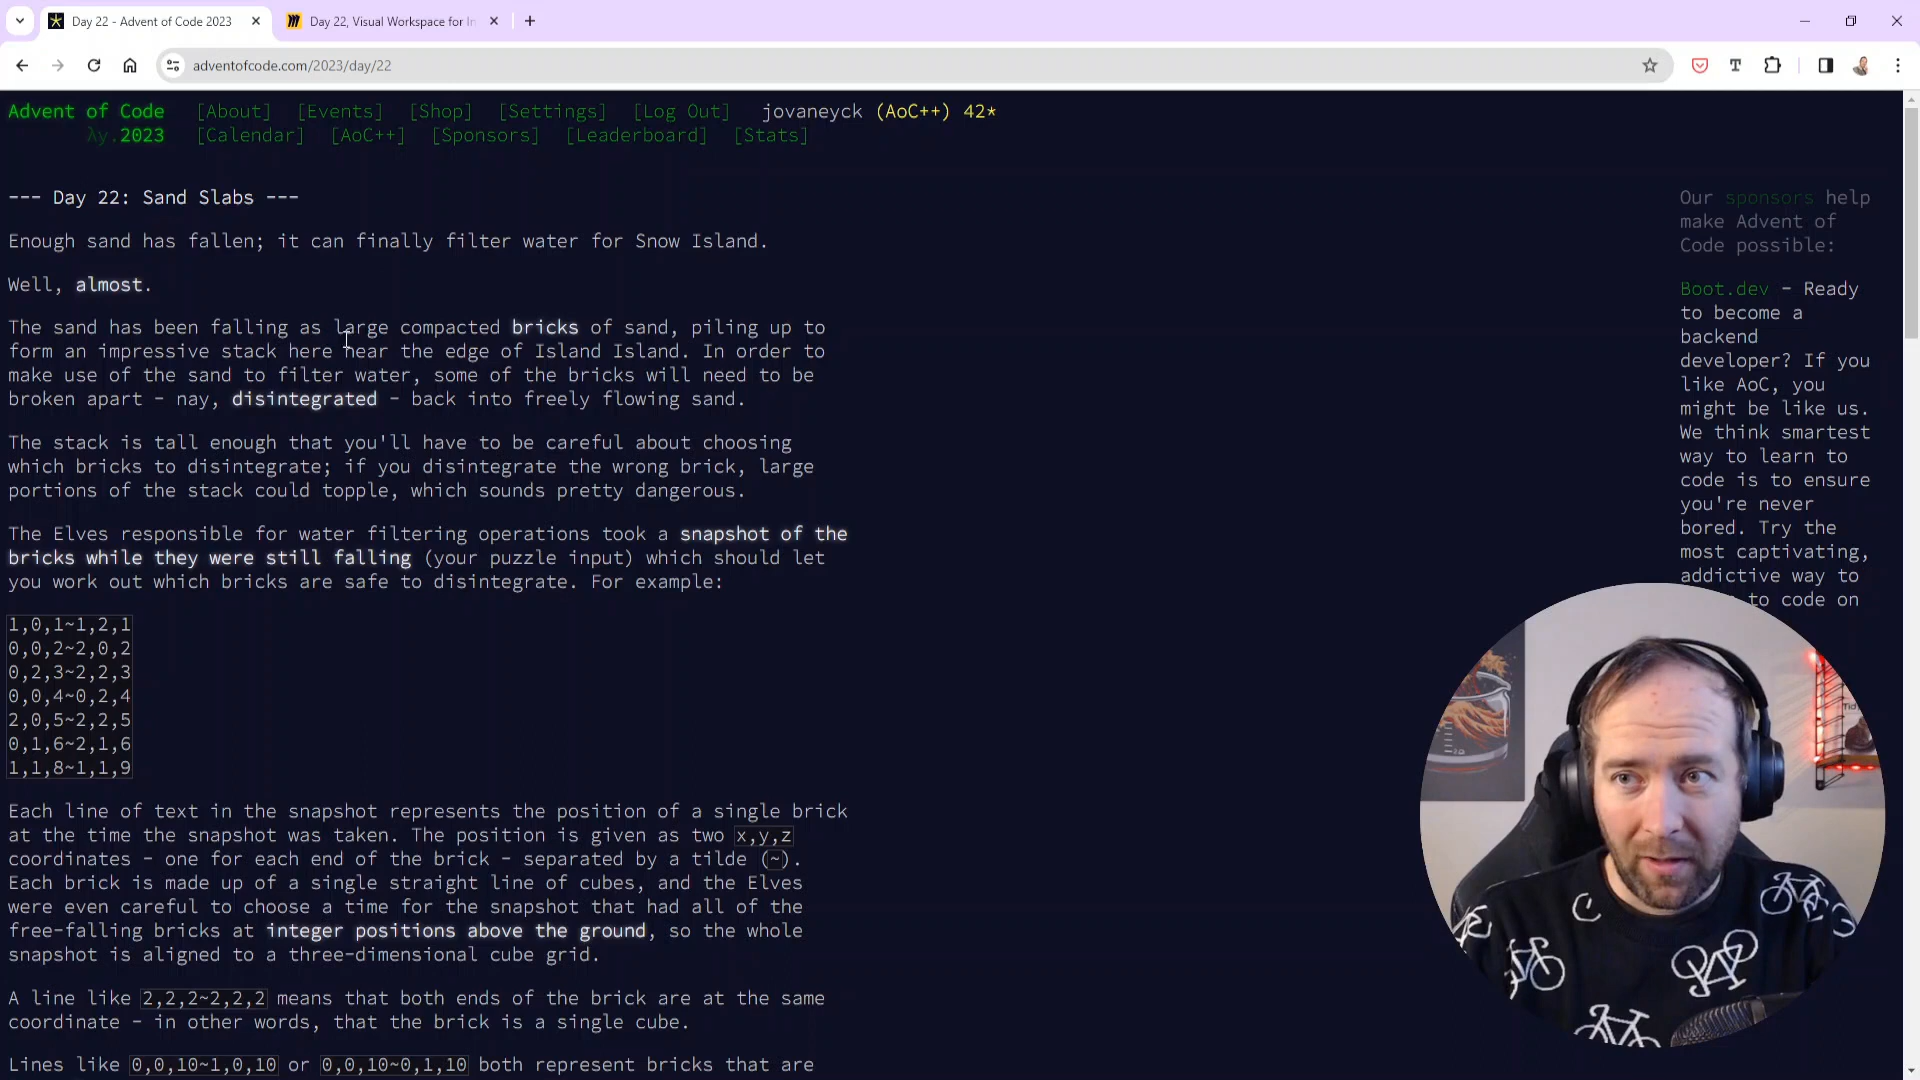 Day 22 - Advent of Code 2023
Day 22, Visual Workspace for In
adventofcode.com/2023/day/22
Advent of Code [About] [Events] [Shop] [Settings] [Log Out] jovaneyck (AoC++) 42*
λy.2023 [Calendar] [AoC++] [Sponsors] [Leaderboard] [Stats]
--- Day 22: Sand Slabs ---
Enough sand has fallen; it can finally filter water for Snow Island.
Well, almost.
The sand has been falling as large compacted bricks of sand, piling up to
form an impressive stack here near the edge of Island Island. In order to
make use of the sand to filter water, some of the bricks will need to be
broken apart - nay, disintegrated - back into freely flowing sand.
The stack is tall enough that you'll have to be careful about choosing
which bricks to disintegrate; if you disintegrate the wrong brick, large
portions of the stack could topple, which sounds pretty dangerous.
The Elves responsible for water filtering operations took a snapshot of the
bricks while they were still falling (your puzzle input) which should let
you work out which bricks are safe to disintegrate. For example:
1,0,1~1,2,1
0,0,2~2,0,2
0,2,3~2,2,3
0,0,4~0,2,4
2,0,5~2,2,5
0,1,6~2,1,6
1,1,8~1,1,9
Each line of text in the snapshot represents the position of a single brick
at the time the snapshot was taken. The position is given as two x,y,z
coordinates - one for each end of the brick - separated by a tilde (~).
Each brick is made up of a single straight line of cubes, and the Elves
were even careful to choose a time for the snapshot that had all of the
free-falling bricks at integer positions above the ground, so the whole
snapshot is aligned to a three-dimensional cube grid.
A line like 2,2,2~2,2,2 means that both ends of the brick are at the same
coordinate - in other words, that the brick is a single cube.
Lines like 0,0,10~1,0,10 or 0,0,10~0,1,10 both represent bricks that are
Our sponsors help
make Advent of
Code possible:
Boot.dev - Ready
to become a
backend
developer? If you
like AoC, you
might be like us.
We think smartest
way to learn to
code is to ensure
you're never
bored. Try the
most captivating,
addictive way to
to code on